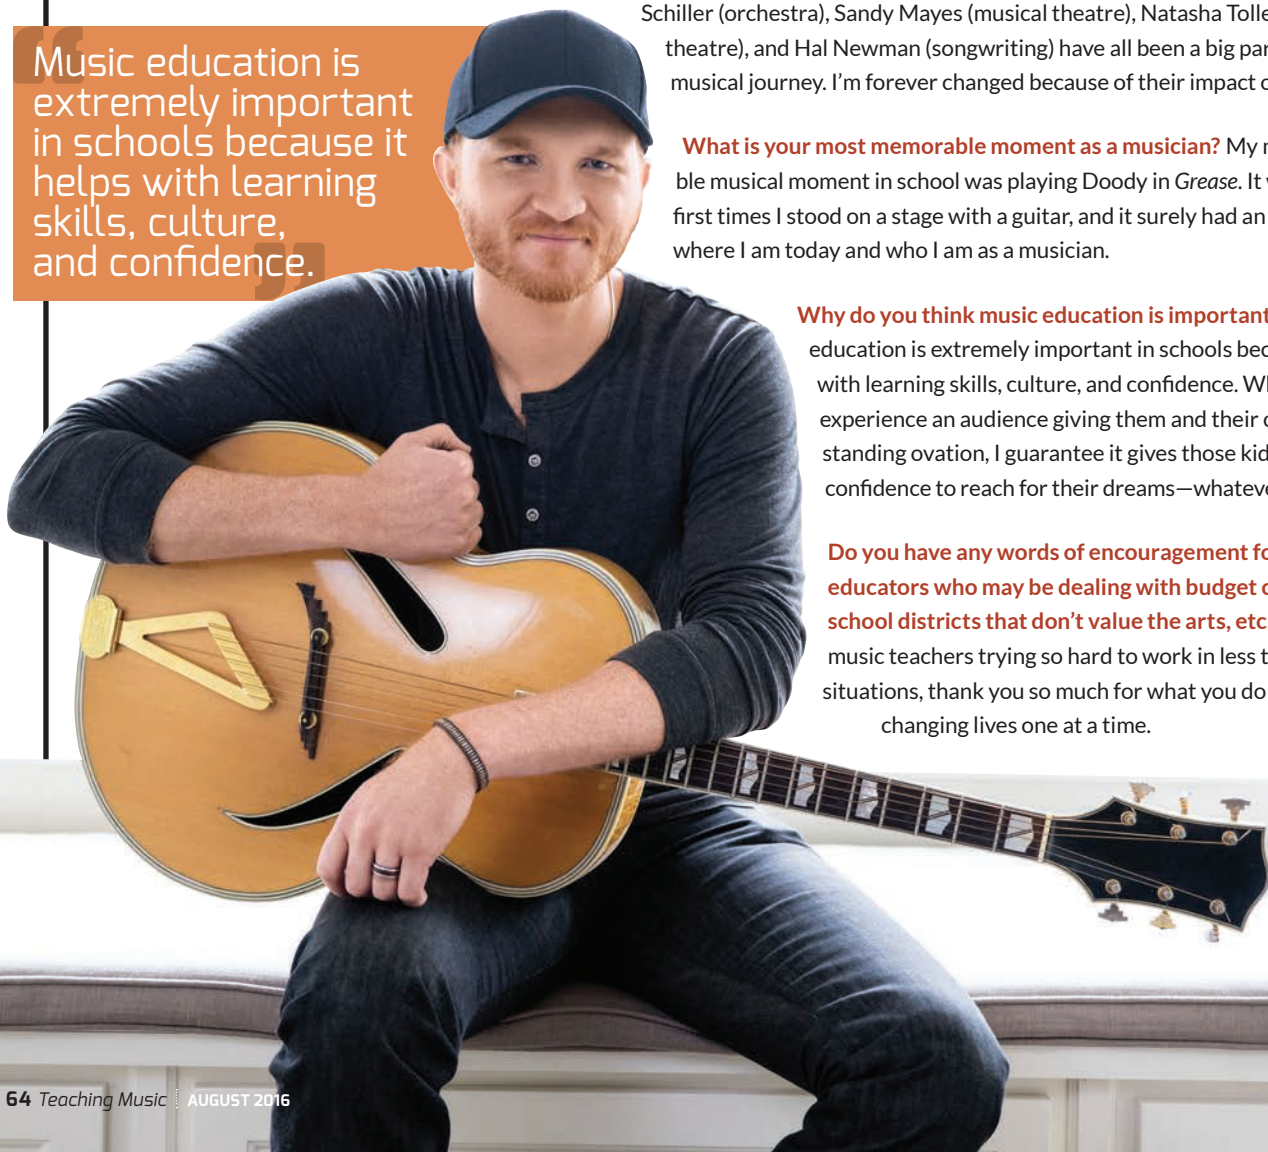 Music education is
extremely important
in schools because it
helps with learning
skills, culture,
and confidence.
Schiller (orchestra), Sandy Mayes (musical theatre), Natasha
theatre), and Hal Newman (songwriting) have all been a big
musical journey. I’m forever changed because of their impact
What is your most memorable moment as a musician? My
ble musical moment in school was playing Doody in Grease. It
first times I stood on a stage with a guitar, and it surely had an
where I am today and who I am as a musician.
Why do you think music education is important
education is extremely important in schools
with learning skills, culture, and confidence.
experience an audience giving them and their
standing ovation, I guarantee it gives those
confidence to reach for their dreams—
Do you have any words of encouragement
educators who may be dealing with budget
school districts that don’t value the arts, etc
music teachers trying so hard to work in less
situations, thank you so much for what you do
changing lives one at a time.
64 Teaching Music AUGUST 2016